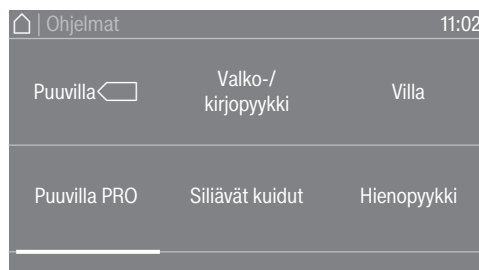 Ohjelmat 11:02
Puuvilla
Valko-/
kirjopyykki
Villa
Puuvilla PRO
Siliävät kuidut
Hienopyykki